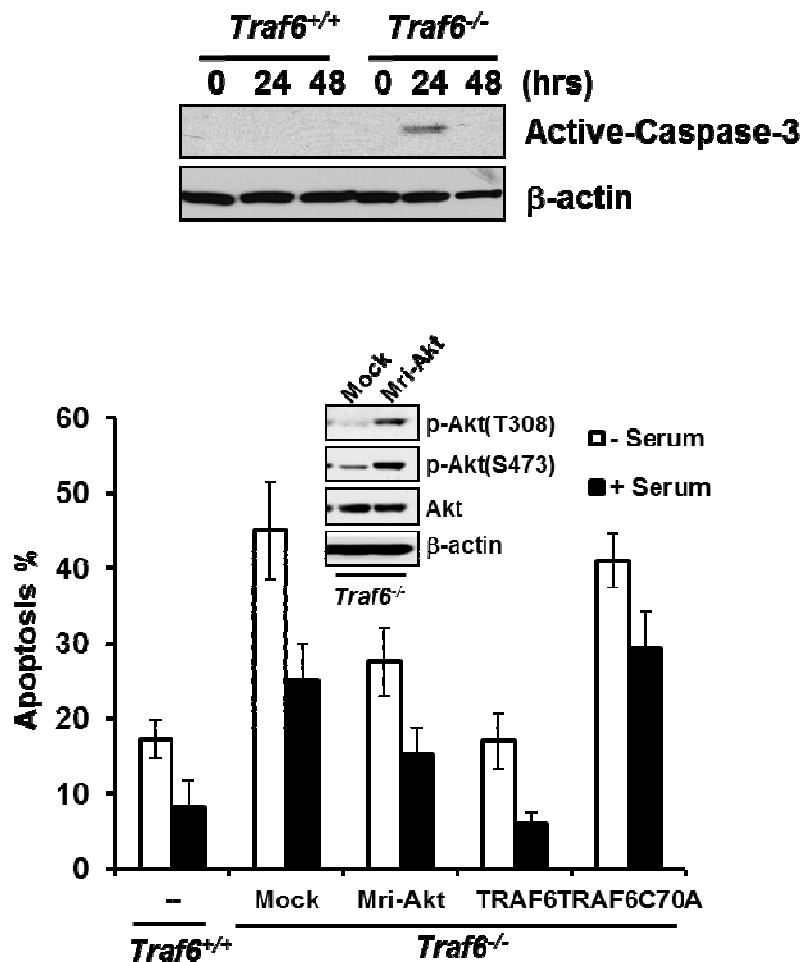 Traf6+/+ Traf6-/-
0 24 48 0 24 48 (hrs)
Active-Caspase-3
β-actin
Mock Mri-Akt
p-Akt(T308)
p-Akt(S473)
Akt
β-actin
Traf6-/-
- Serum
+ Serum
Apoptosis %
60
50
40
30
20
10
0
-- Mock Mri-Akt TRAF6 TRAF6C70A
Traf6+/+ Traf6-/-